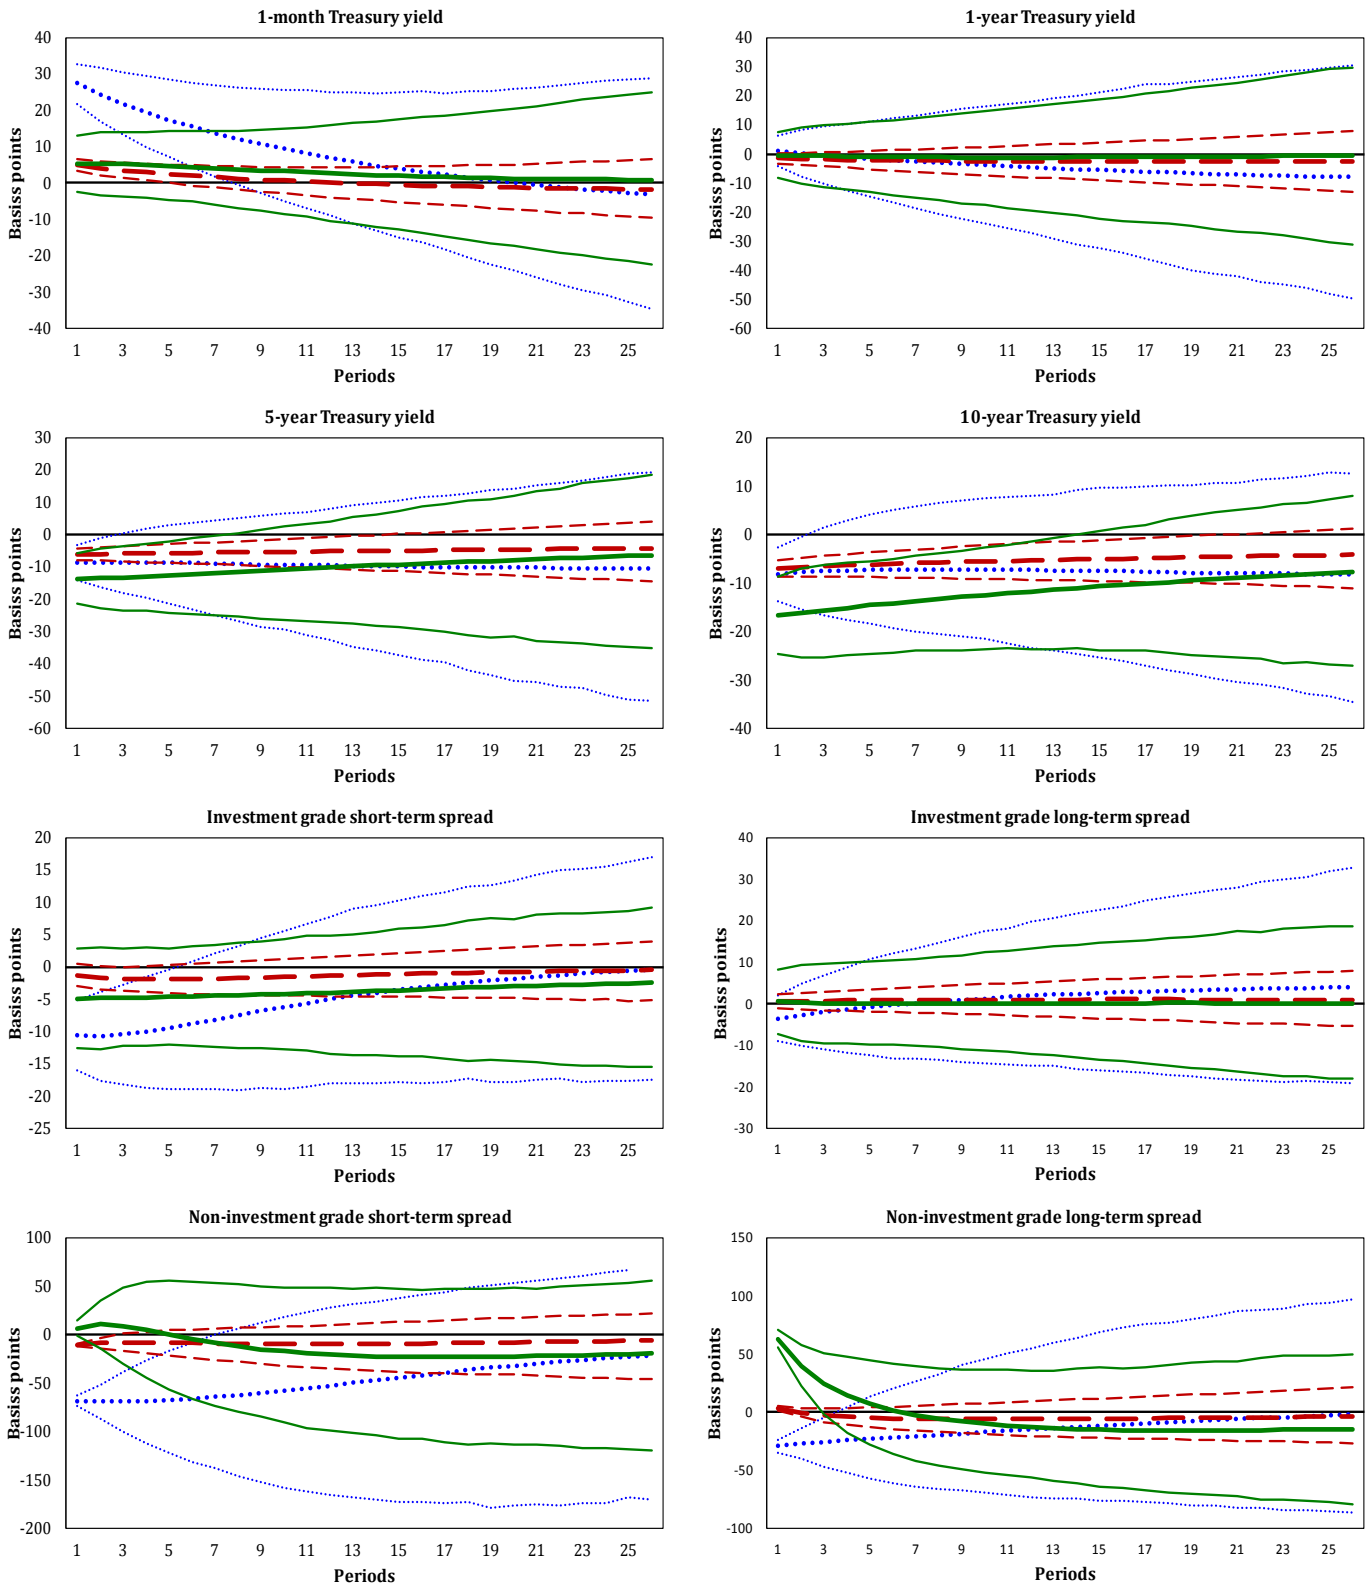 1-month Treasury yield
40
30
20
10
0
-10
-20
-30
-40
Basiss points
1 3 5 7 9 11 13 15 17 19 21 23 25
Periods
1-year Treasury yield
40
30
20
10
0
-10
-20
-30
-40
-50
-60
Basiss points
1 3 5 7 9 11 13 15 17 19 21 23 25
Periods
5-year Treasury yield
30
20
10
0
-10
-20
-30
-40
-50
-60
Basiss points
1 3 5 7 9 11 13 15 17 19 21 23 25
Periods
10-year Treasury yield
20
10
0
-10
-20
-30
-40
Basiss points
1 3 5 7 9 11 13 15 17 19 21 23 25
Periods
Investment grade short-term spread
20
15
10
5
0
-5
-10
-15
-20
-25
Basiss points
1 3 5 7 9 11 13 15 17 19 21 23 25
Periods
Investment grade long-term spread
40
30
20
10
0
-10
-20
-30
Basiss points
1 3 5 7 9 11 13 15 17 19 21 23 25
Periods
Non-investment grade short-term spread
100
50
0
-50
-100
-150
-200
Basiss points
1 3 5 7 9 11 13 15 17 19 21 23 25
Periods
Non-investment grade long-term spread
150
100
50
0
-50
-100
Basiss points
1 3 5 7 9 11 13 15 17 19 21 23 25
Periods